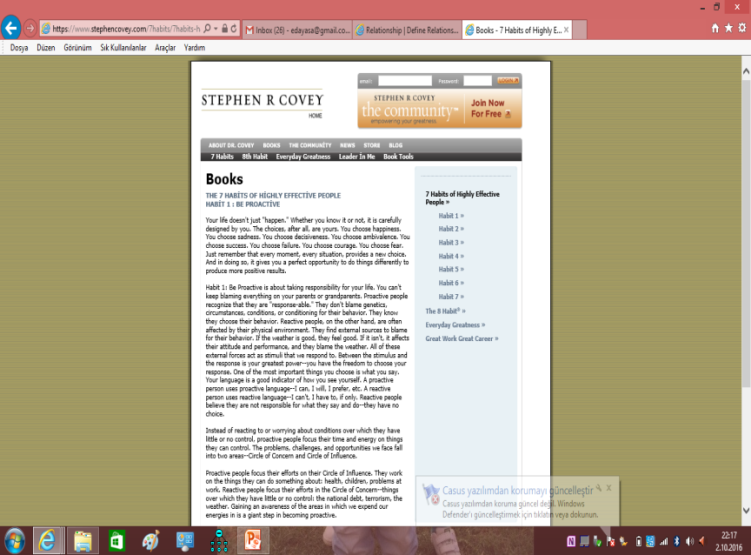 https://www.stephencovey.com/7habits/7habits-h
Inbox (26) - edayasa@gmail.co...
Relationship | Define Relations...
Books - 7 Habits of Highly E...
Dosya Düzen Görünüm Sık Kullanılanlar Araçlar Yardım
STEPHEN R COVEY
HOME
email:
Password:
STEPHEN R COVEY
the community
empowering your greatness
Join Now
For Free
ABOUT DR. COVEY BOOKS THE COMMUNITY NEWS STORE BLOG
7 Habits 8th Habit Everyday Greatness Leader İn Me Book Tools
Books
THE 7 HABİTS OF HİGHLY EFFECTİVE PEOPLE
HABİT 1 : BE PROACTİVE
Your life doesn't just "happen." Whether you know it or not, it is carefully
designed by you. The choices, after all, are yours. You choose happiness.
You choose sadness. You choose decisiveness. You choose ambivalence. You
choose success. You choose failure. You choose courage. You choose fear.
Just remember that every moment, every situation, provides a new choice.
And in doing so, it gives you a perfect opportunity to do things differently to
produce more positive results.
Habit 1: Be Proactive is about taking responsibility for your life. You can't
keep blaming everything on your parents or grandparents. Proactive people
recognize that they are "response-able." They don't blame genetics,
circumstances, conditions, or conditioning for their behavior. They know
they choose their behavior. Reactive people, on the other hand, are often
affected by their physical environment. They find external sources to blame
for their behavior. If the weather is good, they feel good. If it isn't, it affects
their attitude and performance, and they blame the weather. All of these
external forces act as stimuli that we respond to. Between the stimulus and
the response is your greatest power--you have the freedom to choose your
response. One of the most important things you choose is what you say.
Your language is a good indicator of how you see yourself. A proactive
person uses proactive language--I can, I will, I prefer, etc. A reactive
person uses reactive language--I can't, I have to, if only. Reactive people
believe they are not responsible for what they say and do--they have no
choice.
Instead of reacting to or worrying about conditions over which they have
little or no control, proactive people focus their time and energy on things
they can control. The problems, challenges, and opportunities we face fall
into two areas--Circle of Concern and Circle of Influence.
Proactive people focus their efforts on their Circle of Influence. They work
on the things they can do something about: health, children, problems at
work. Reactive people focus their efforts in the Circle of Concern--things
over which they have little or no control: the national debt, terrorism, the
weather. Gaining an awareness of the areas in which we expend our
energies in is a giant step in becoming proactive.
7 Habits of Highly Effective
People »
Habit 1 »
Habit 2 »
Habit 3 »
Habit 4 »
Habit 5 »
Habit 6 »
Habit 7 »
The 8 Habit® »
Everyday Greatness »
Great Work Great Career »
Casus yazılımdan korumayı güncelleştir
Casus yazılımdan koruma güncel değil. Windows
Defender'ı güncelleştirmek için tıklatın veya dokunun.
22:17
2.10.2016